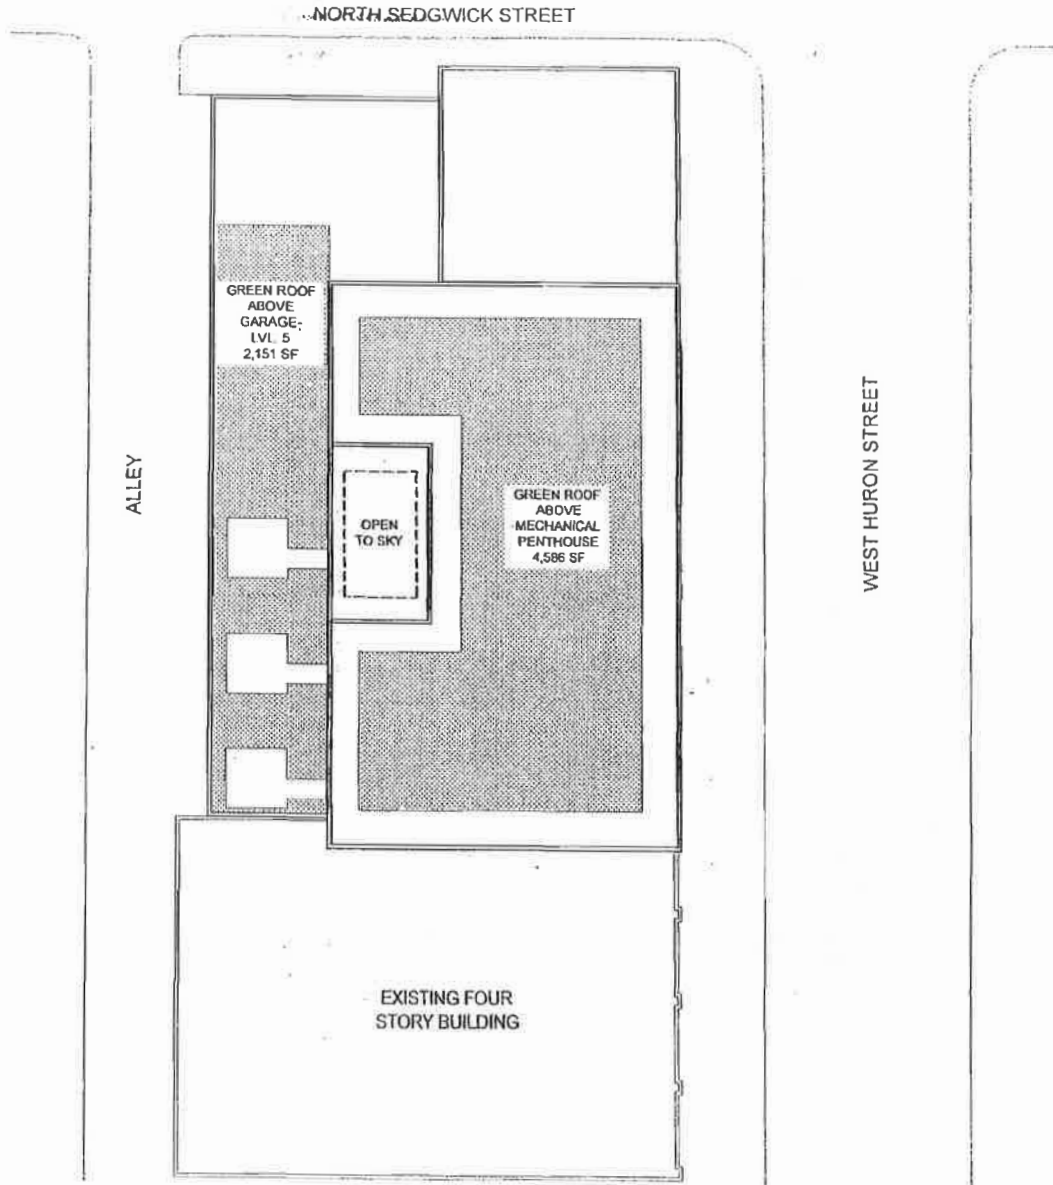 NORTH SEDGWICK STREET
GREEN ROOF
ABOVE
GARAGE-
LVL. 5
2,151 SF
ALLEY
OPEN
TO SKY
GREEN ROOF
ABOVE
MECHANICAL
PENTHOUSE
4,586 SF
WEST HURON STREET
EXISTING FOUR
STORY BUILDING